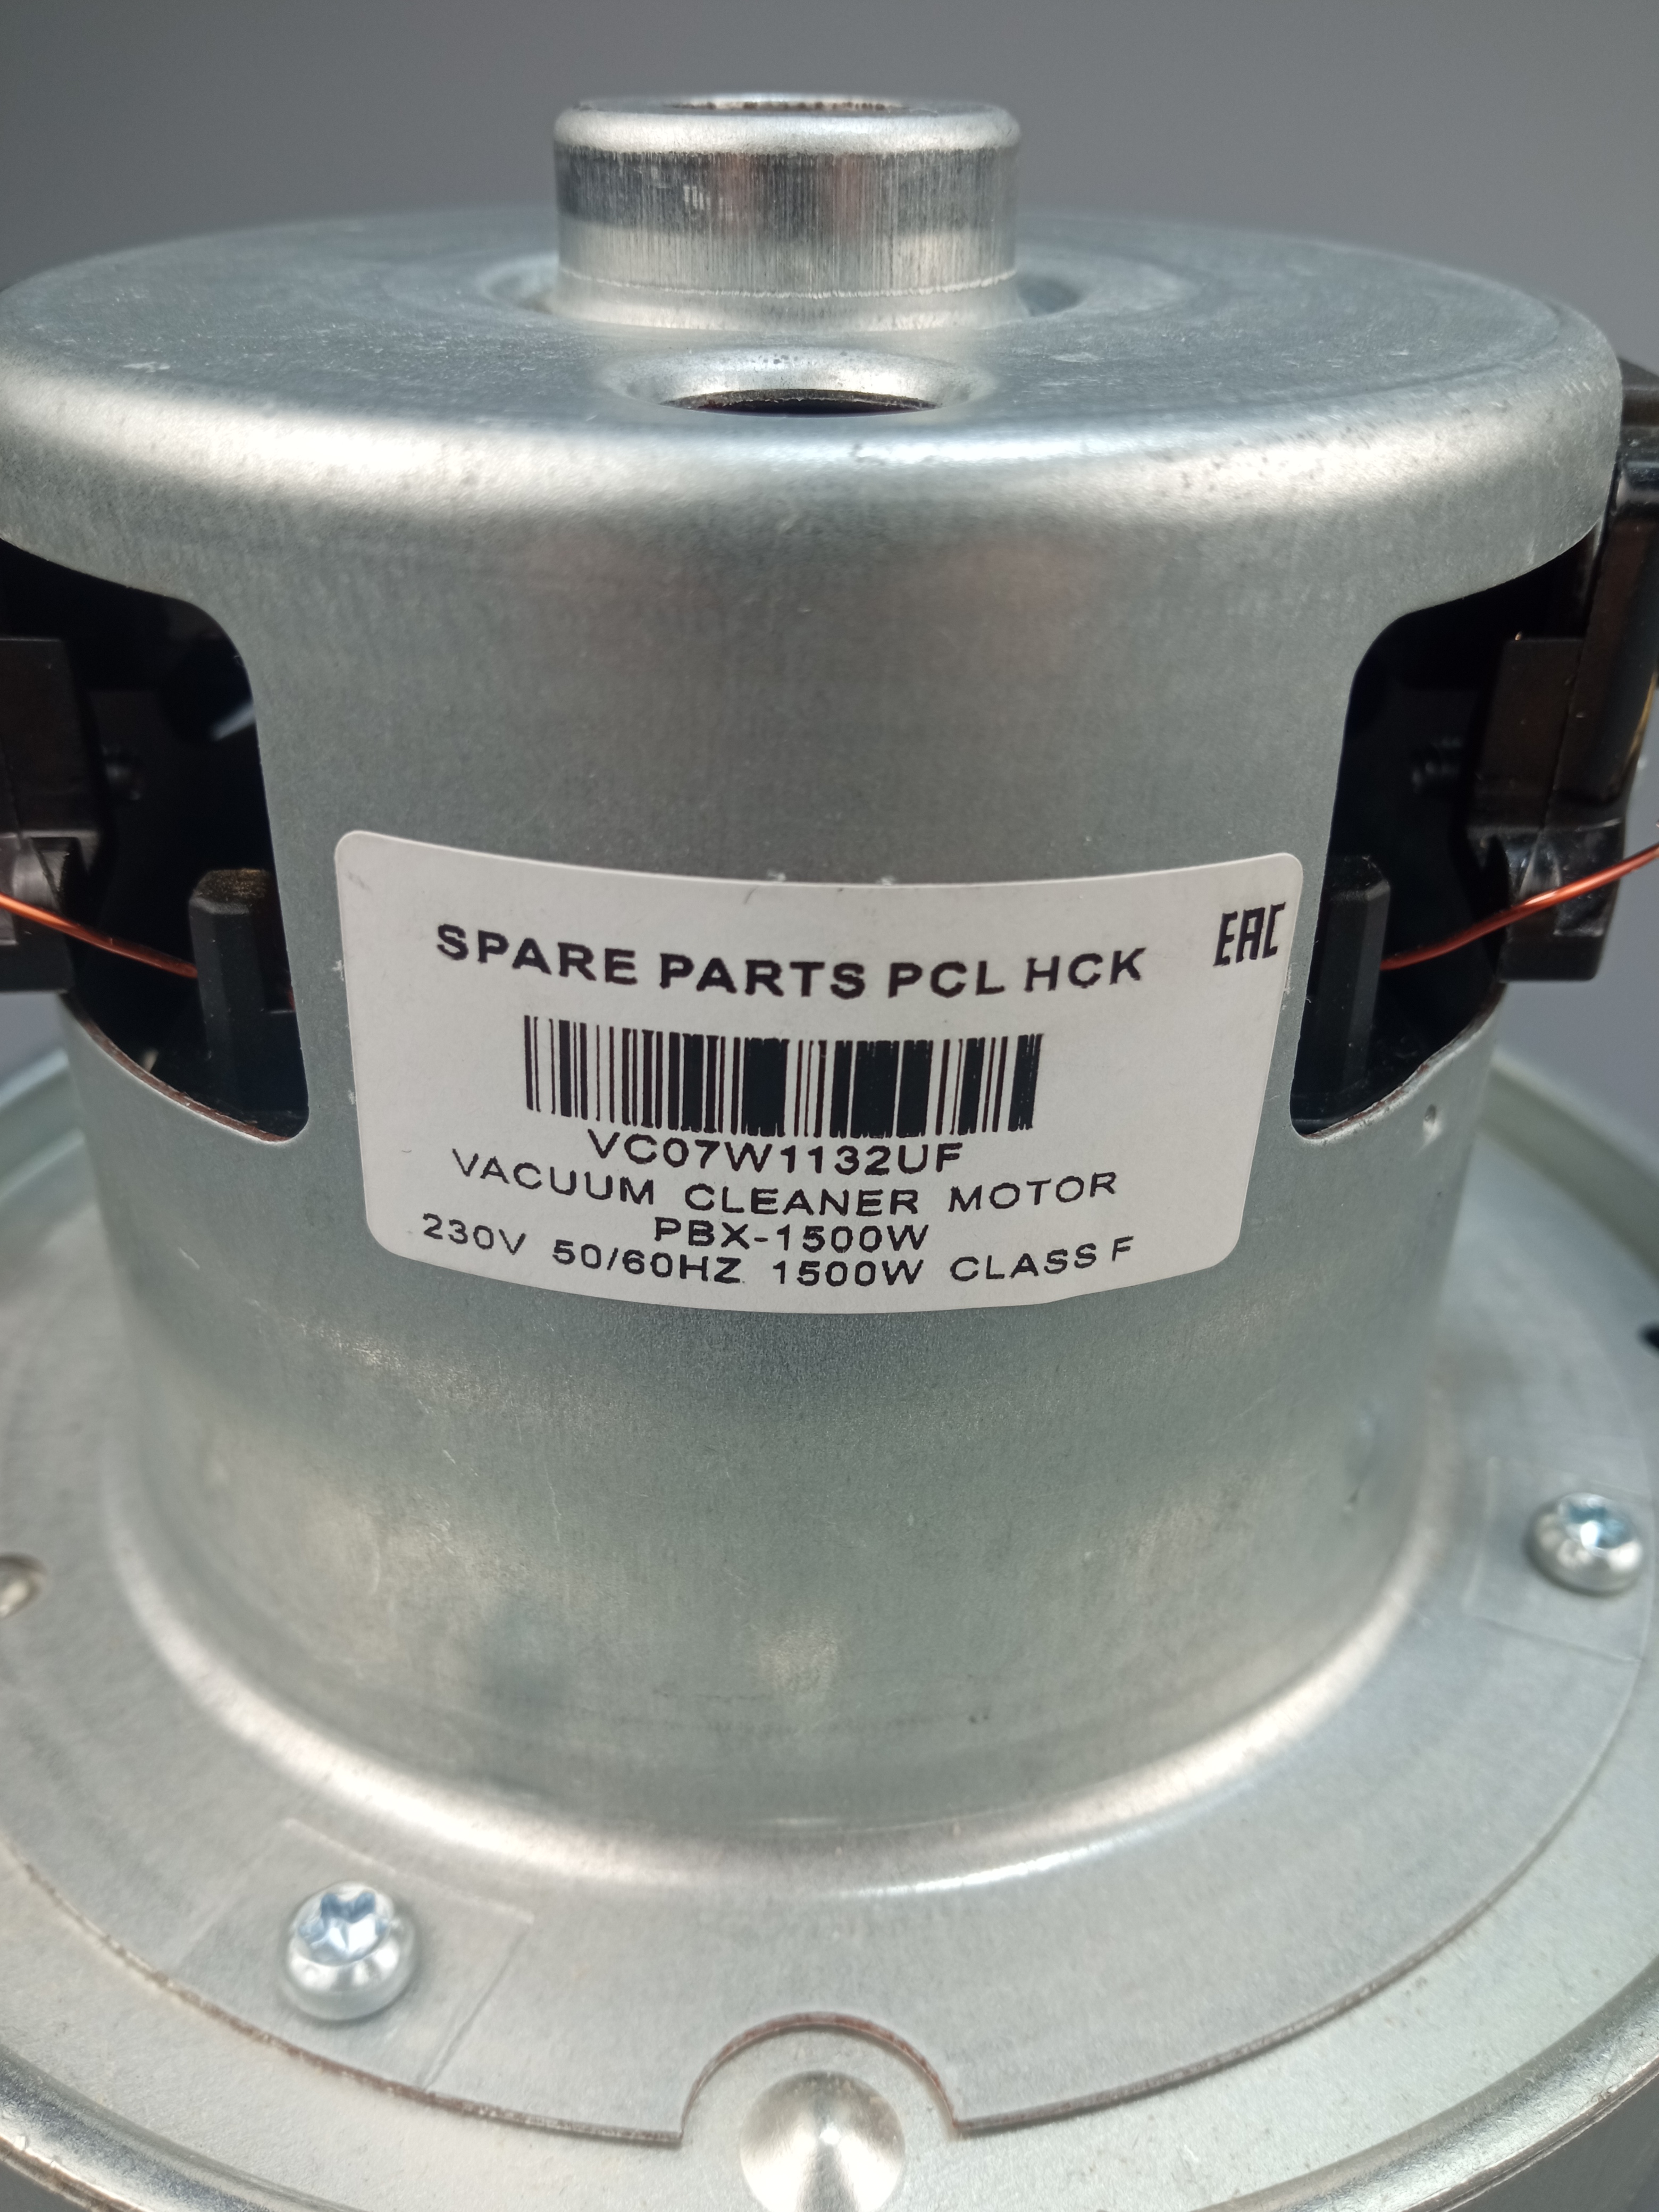 SPARE PARTS PCL HCK
EAC
VC07W1132UF
VACUUM CLEANER MOTOR
PBX-1500W
230V 50/60HZ 1500W CLASS F